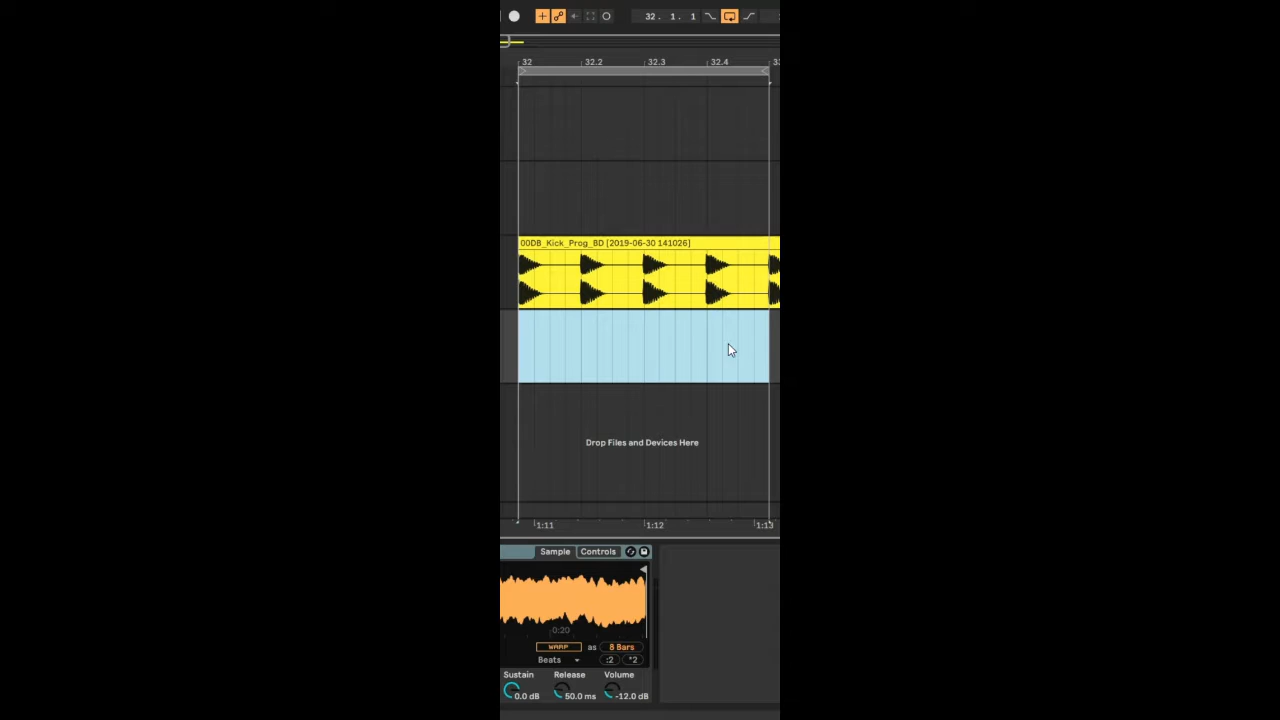 32. 1. 1
32 32.2 32.3 32.4
00DB_Kick_Prog_BD [2019-06-30 141026]
Drop Files and Devices Here
1:11 1:12 1:13
Sample Controls
0:20
WARP as 8 Bars
Beats :2 *2
Sustain Release Volume
0.0 dB 50.0 ms -12.0 dB